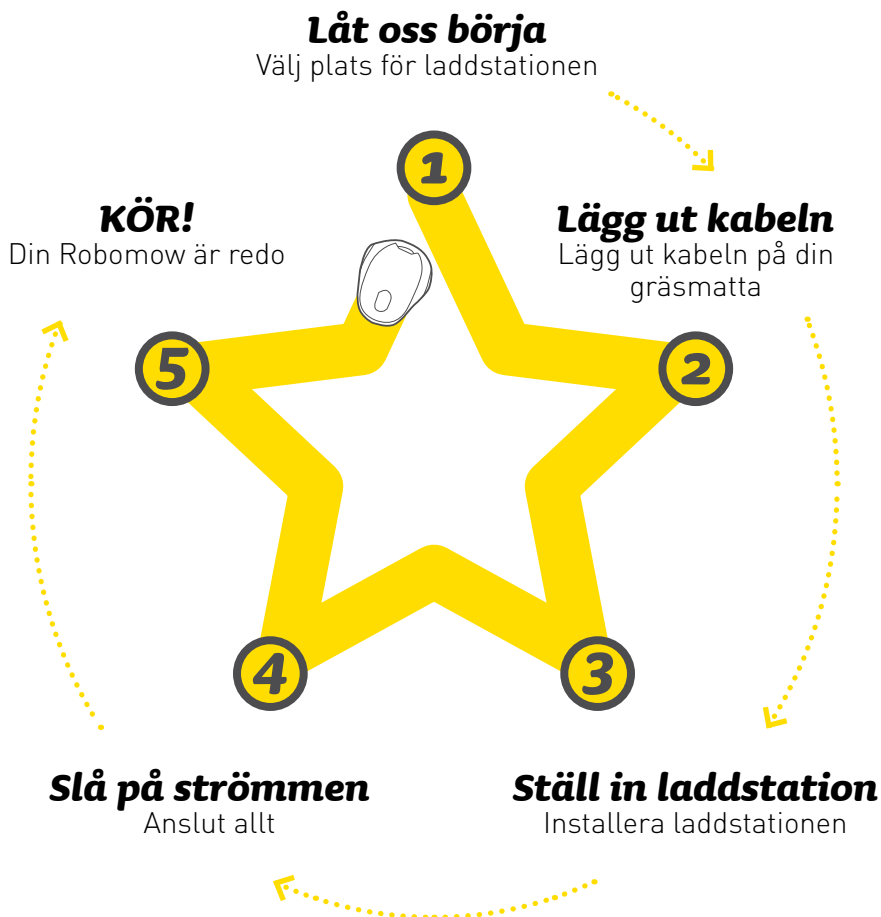 Låt oss börja
Välj plats för laddstationen
1
Lägg ut kabeln
Lägg ut kabeln på din
gräsmatta
2
Ställ in laddstation
Installera laddstationen
3
Slå på strömmen
Anslut allt
4
KÖR!
Din Robomow är redo
5